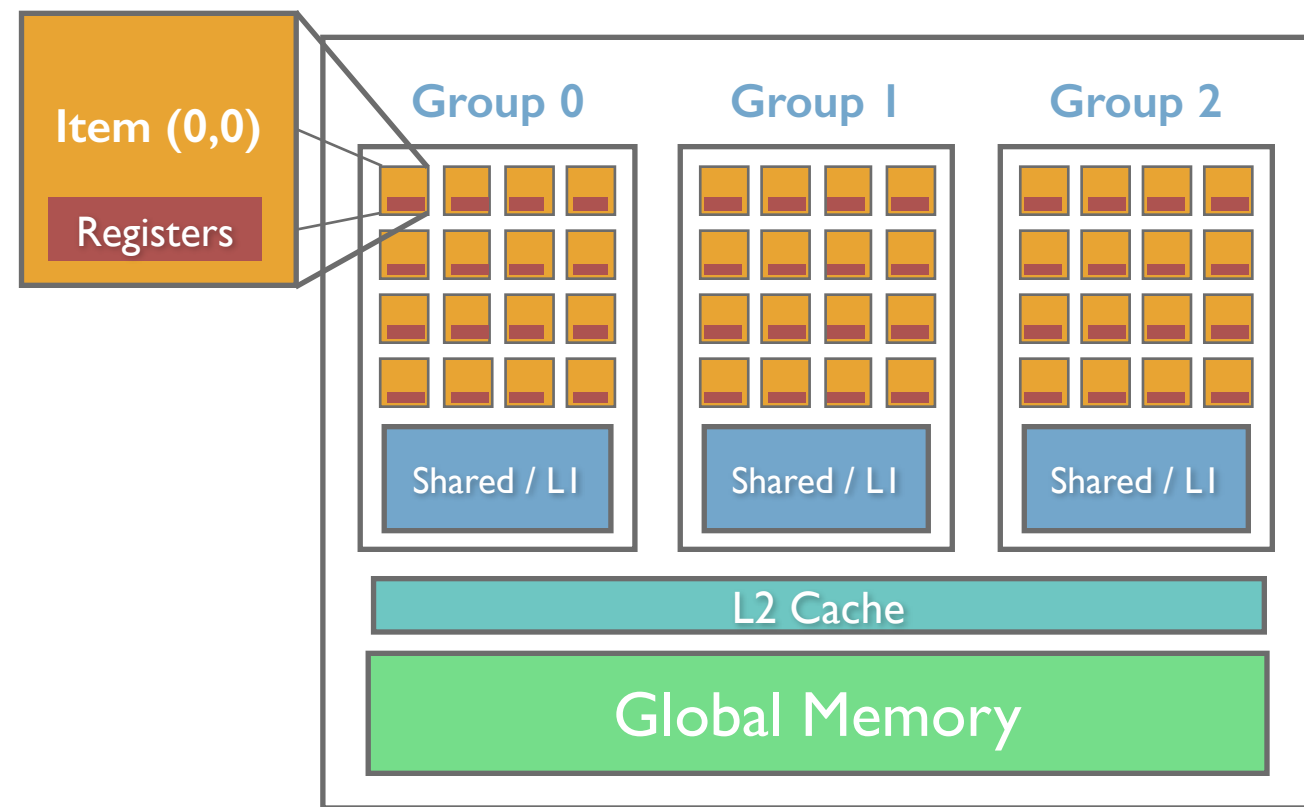 Item (0,0)
Registers
Group 0
Group 1
Group 2
Shared / L1
Shared / L1
Shared / L1
L2 Cache
Global Memory